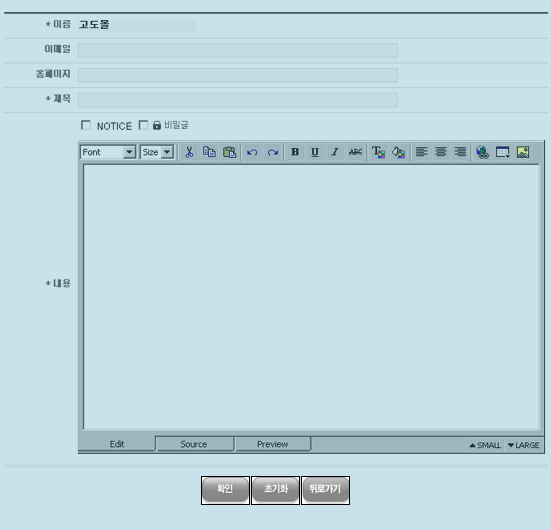 * 이름 고도몰
이메일
홈페이지
* 제목
NOTICE 비밀글
Font Size B U I ABC T
* 내용
Edit Source Preview SMALL LARGE
확인 초기화 뒤로가기